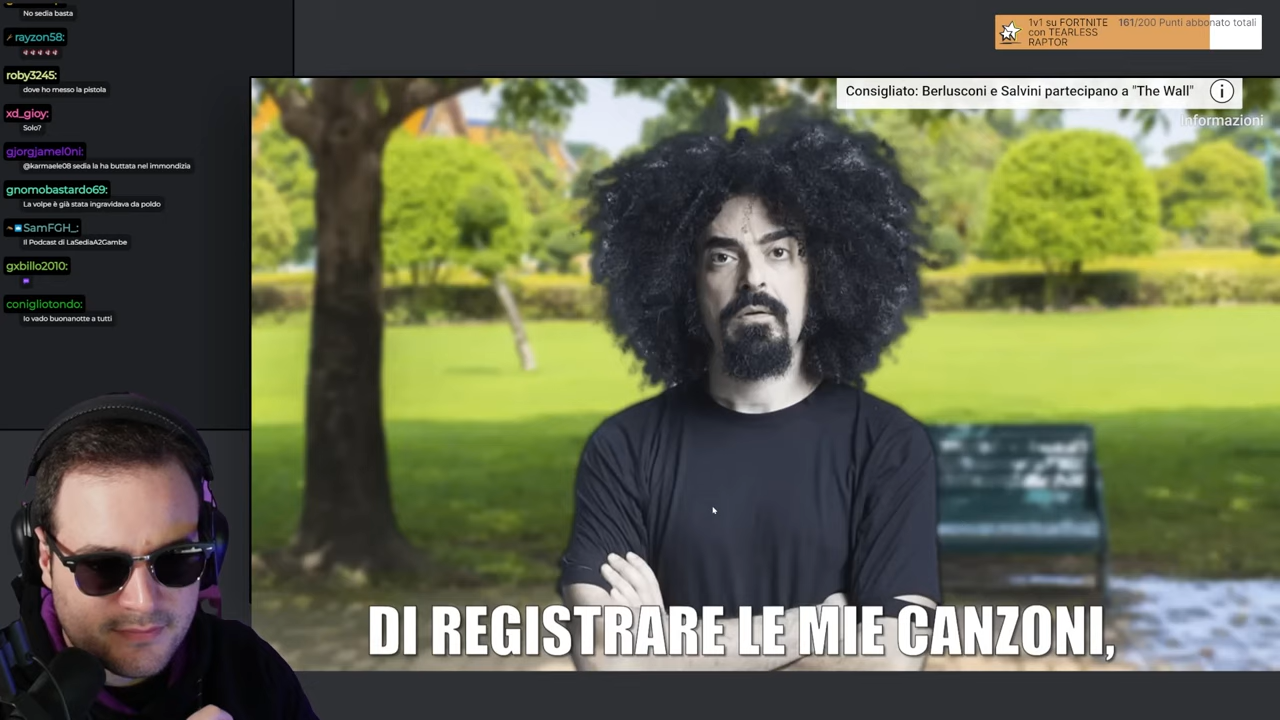 No sedia basta
rayzon58:
roby3245:
dove ho messo la pistola
xd_gioy:
Solo?
gjorgjamel0ni:
@karmaele08 sedia la ha buttata nel immondizia
gnomobastardo69:
La volpe è già stata ingravidava da poldo
SamFGH_:
Il Podcast di LaSediaA2Gambe
gxbillo2010:
conigliotondo:
Io vado buonanotte a tutti
1v1 su FORTNITE
con TEARLESS
RAPTOR
161/200 Punti abbonato totali
Consigliato: Berlusconi e Salvini partecipano a "The Wall"
Informazioni
DI REGISTRARE LE MIE CANZONI,